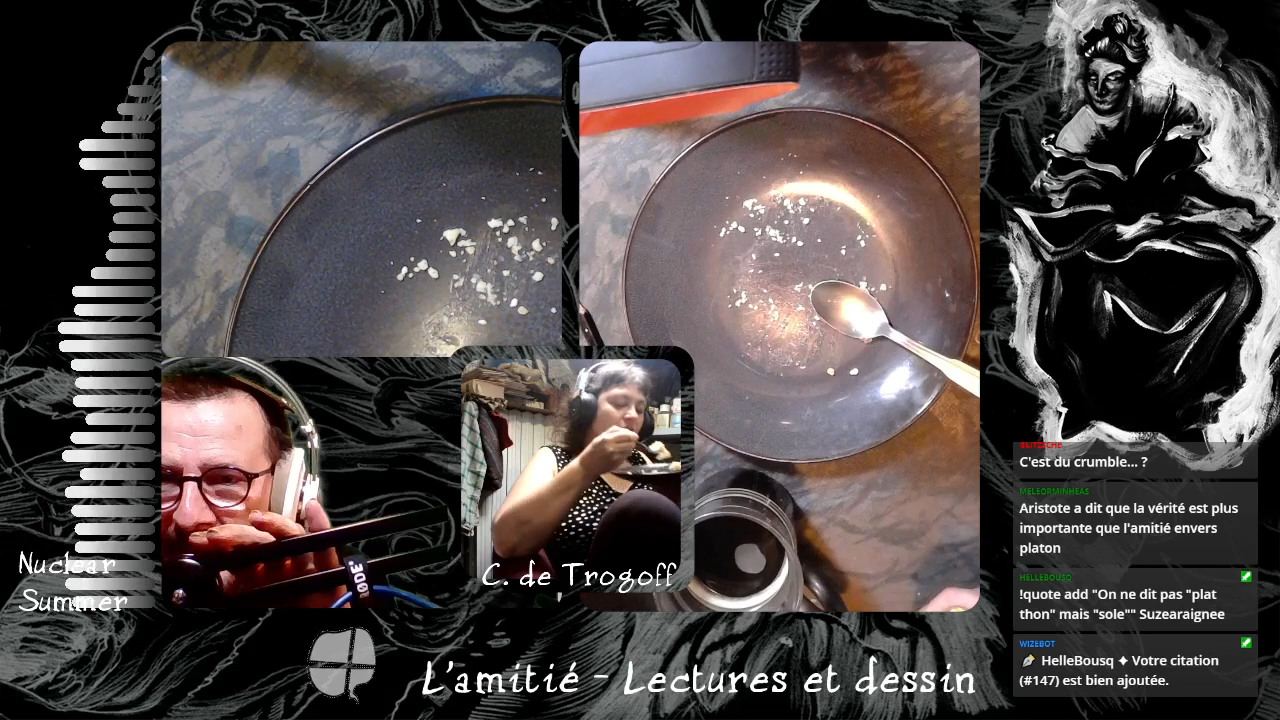 Nuclear
Summer
RODE
C. de Trogoff
L'amitié - Lectures et dessin
GLITZSCHE
C'est du crumble... ?
MELEORMINHEAS
Aristote a dit que la vérité est plus
importante que l'amitié envers
platon
HELLEBOUSQ
!quote add "On ne dit pas "plat
thon" mais "sole"" Suzearaignee
WIZEBOT
HelleBousq ✦ Votre citation
(#147) est bien ajoutée.